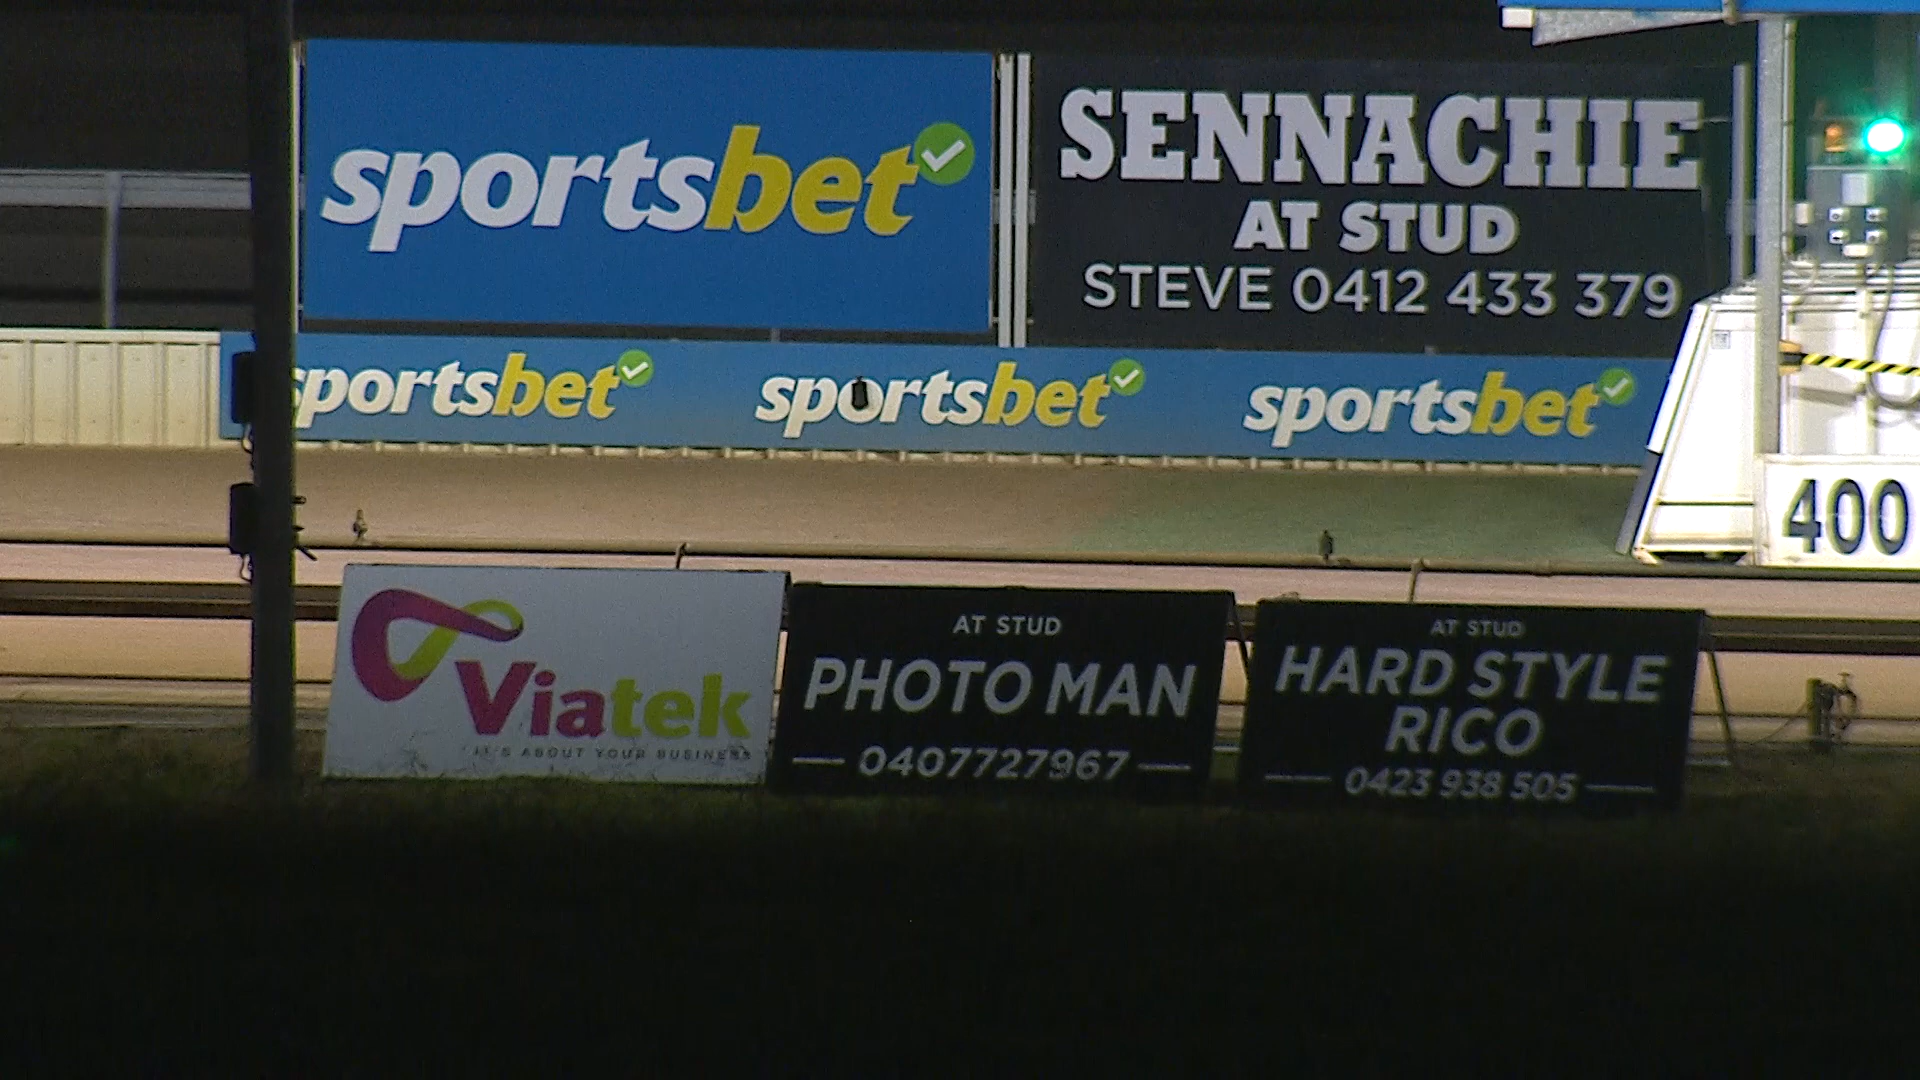 sportsbet
SENNACHIE
AT STUD
STEVE 0412 433 379
sportsbet
sportsbet
sportsbet
400
Viatek
IT'S ABOUT YOUR BUSINESS
AT STUD
PHOTO MAN
0407727967
AT STUD
HARD STYLE
RICO
0423 938 505